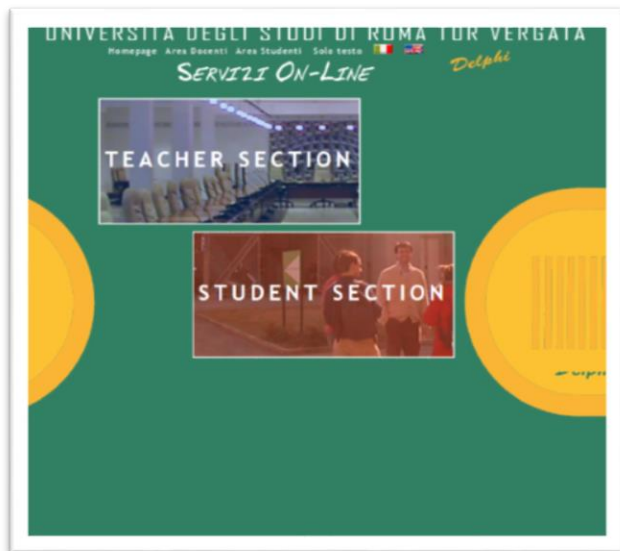 UNIVERSITÀ DEGLI STUDI DI ROMA TOR VERGATA
Homepage Area Docenti Area Studenti Solo testo
Delphi
SERVIZI ON-LINE
TEACHER SECTION
STUDENT SECTION